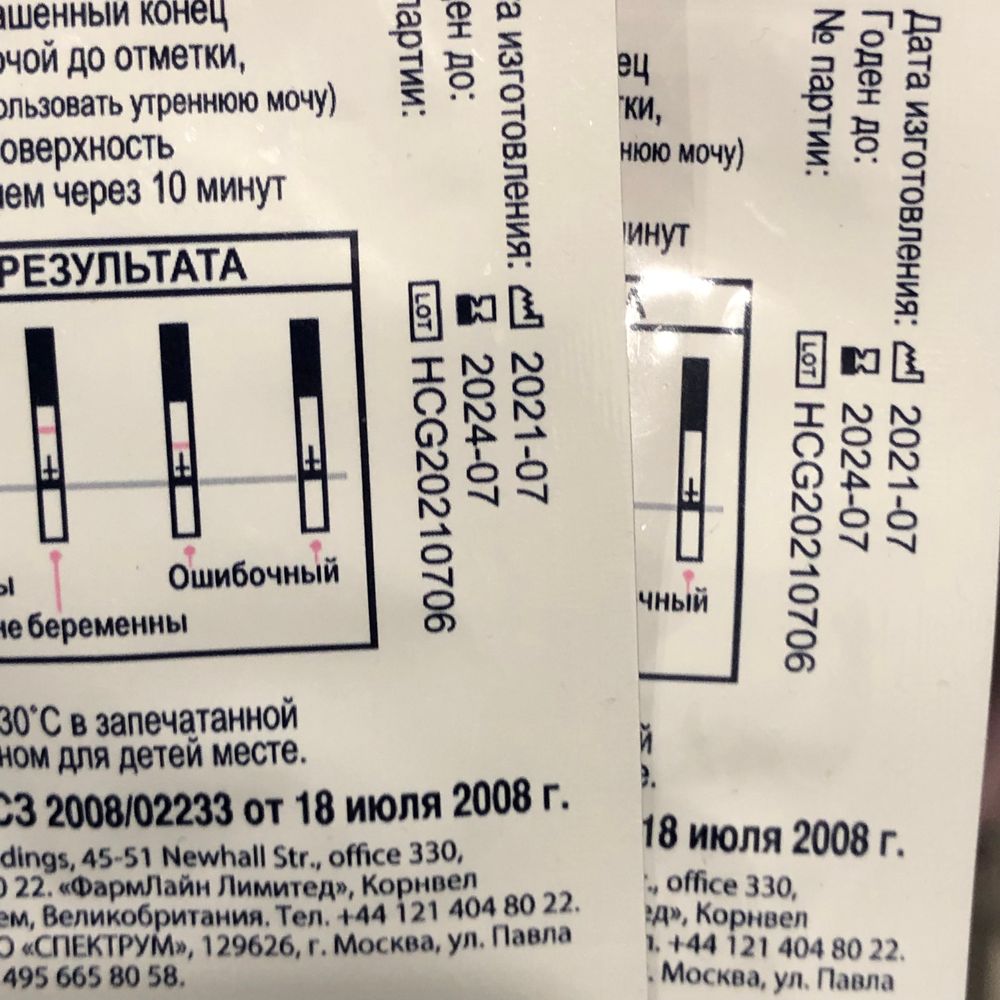 ашенный конец
очой до отметки,
ользовать утреннюю мочу)
оверхность
ем через 10 минут
РЕЗУЛЬТАТА
Ошибочный
ы
не беременны
30°С в запечатанной
ном для детей месте.
СЗ 2008/02233 от 18 июля 2008 г.
dings, 45-51 Newhall Str., office 330,
22. «ФармЛайн Лимитед», Корнвел
ем, Великобритания. Тел. +44 121 404 80 22.
О «СПЕКТРУМ», 129626, г. Москва, ул. Павла
495 665 80 58.
а изготовления: 2021-07
ден до: 2024-07
партии: LOT HCG20210706
ец
ки,
нюю мочу)
инут
чный
й
е.
18 июля 2008 г.
., office 330,
ед», Корнвел
л. +44 121 404 80 22.
. Москва, ул. Павла
Дата изготовления: 2021-07
Годен до: 2024-07
№ партии: LOT HCG20210706